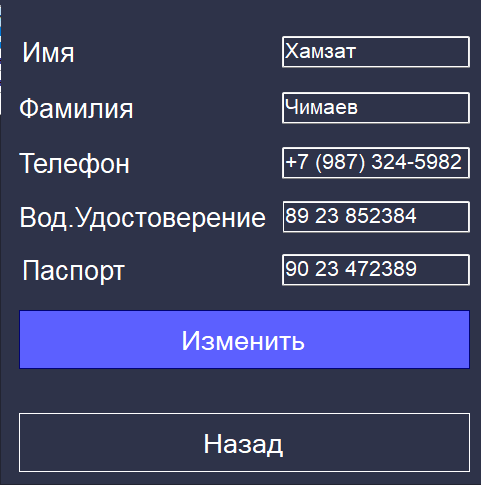 Имя Хамзат
Фамилия Чимаев
Телефон +7 (987) 324-5982
Вод.Удостоверение 89 23 852384
Паспорт 90 23 472389
Изменить
Назад